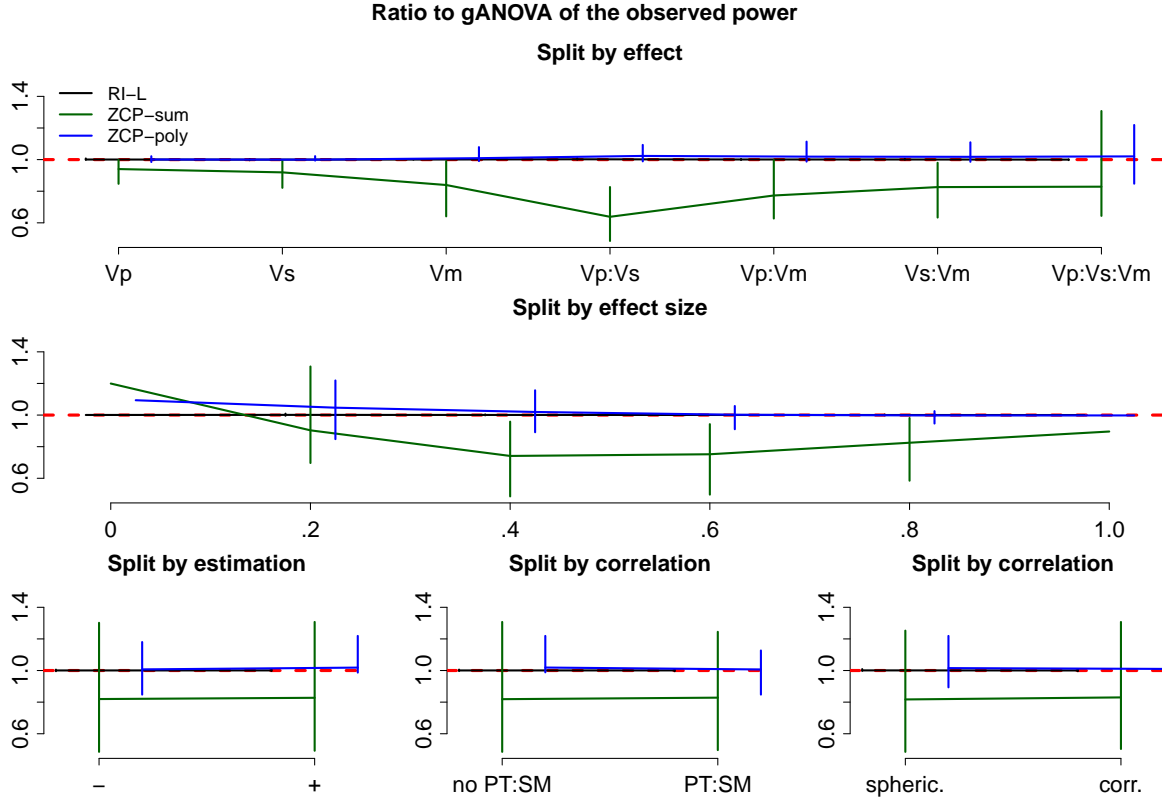 Ratio to gANOVA of the observed power
Split by effect
RI−L
ZCP−sum
ZCP−poly
1.4
1.0
0.6
Vp Vs Vm Vp:Vs Vp:Vm Vs:Vm Vp:Vs:Vm
Split by effect size
1.4
1.0
0.6
0 .2 .4 .6 .8 1.0
Split by estimation
1.4
1.0
0.6
− +
Split by correlation
1.4
1.0
0.6
no PT:SM PT:SM
Split by correlation
1.4
1.0
0.6
spheric. corr.